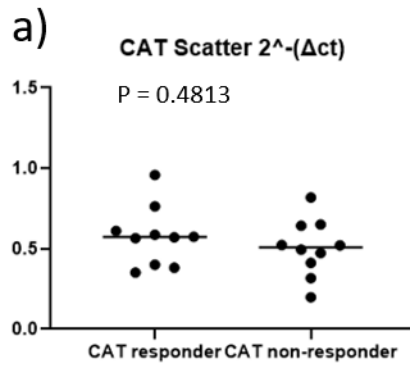 a)
CAT Scatter 2^-(Δct)
P = 0.4813
1.5
1.0
0.5
0.0
CAT responder CAT non-responder